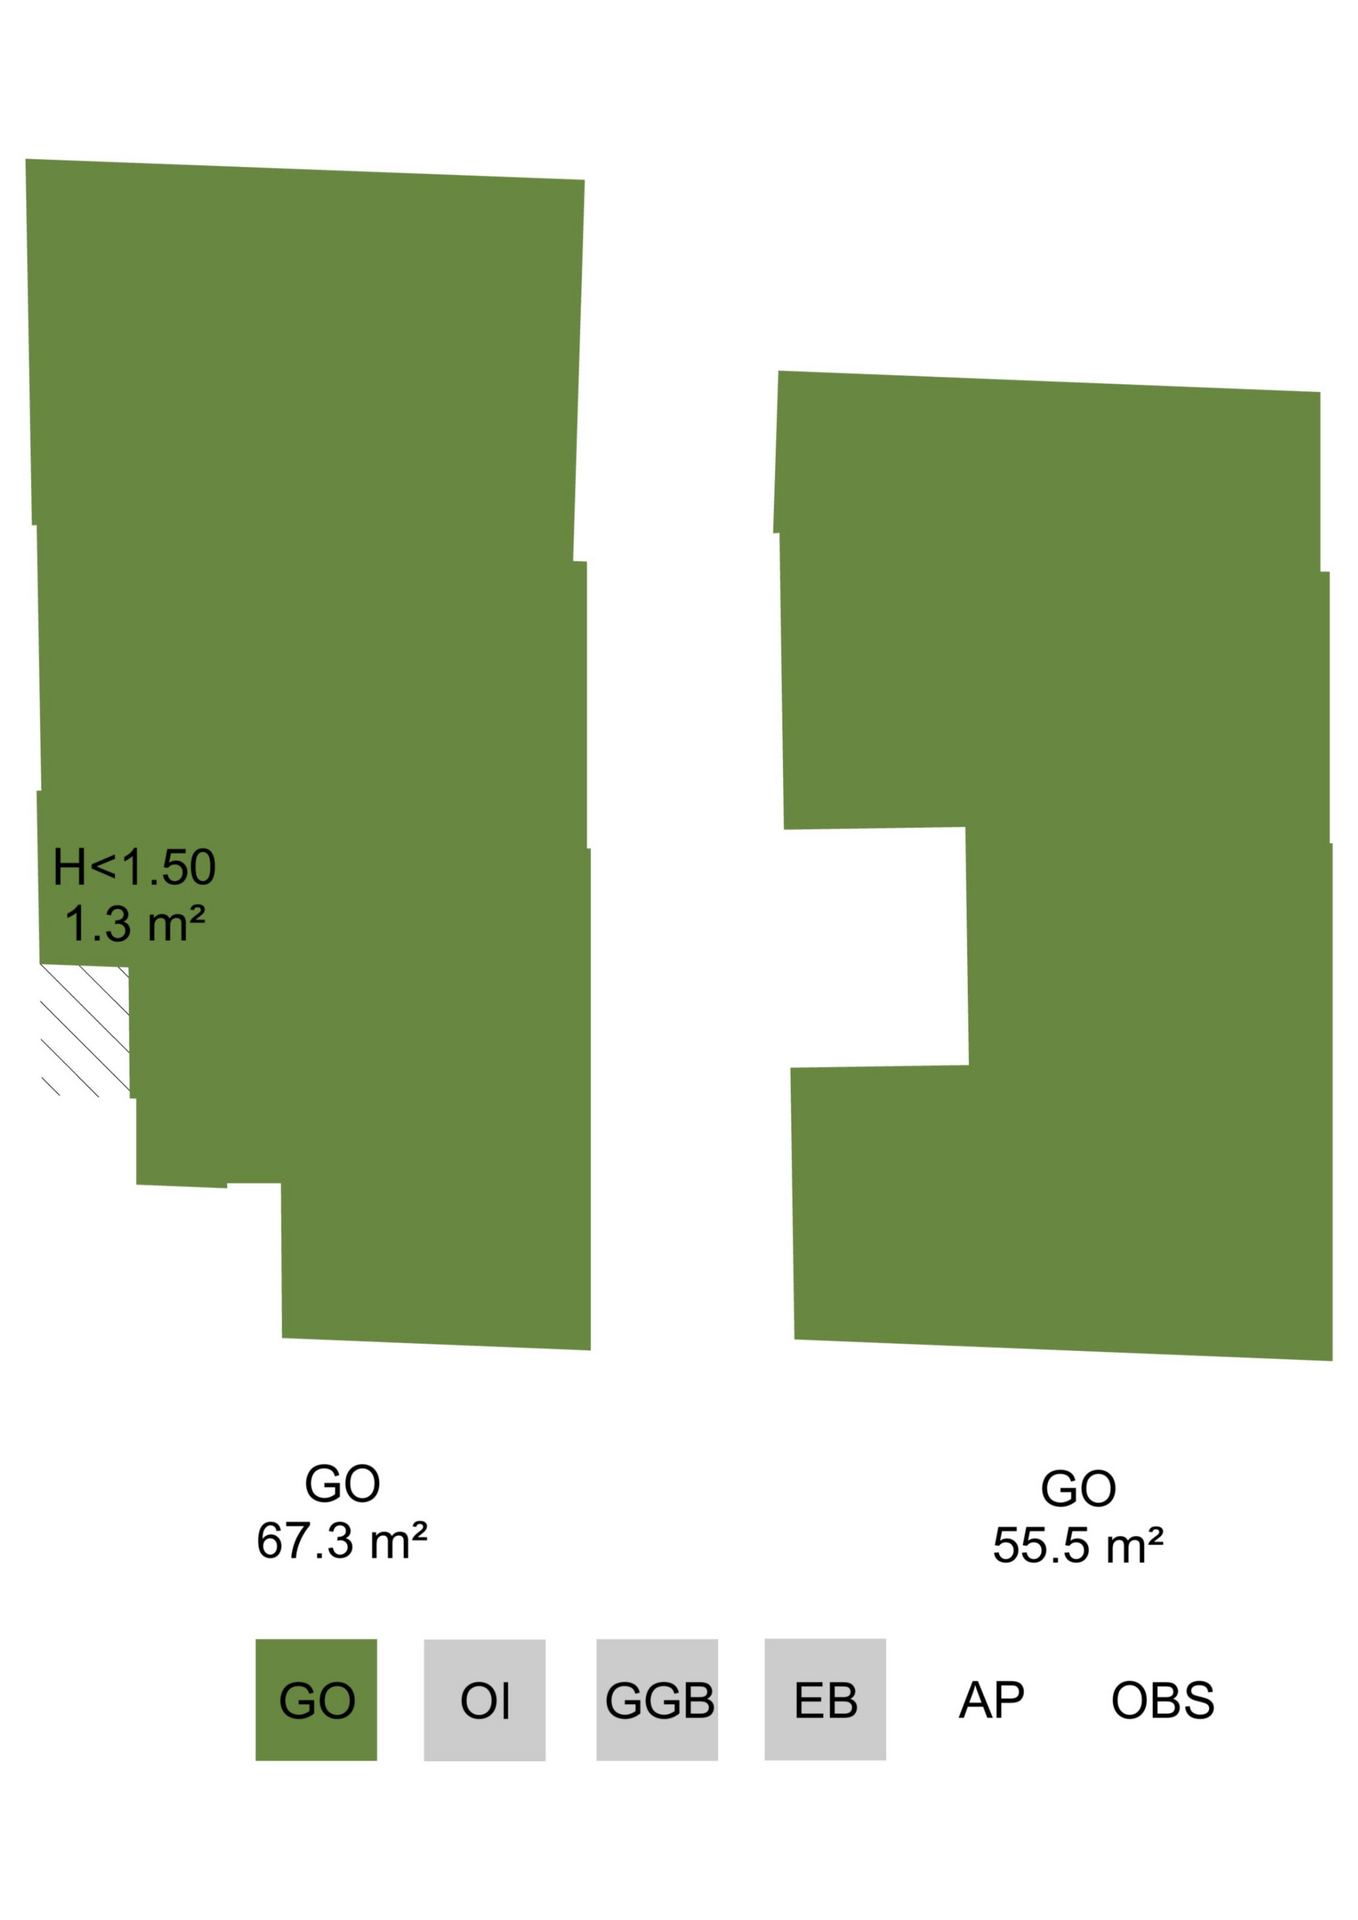 H<1.50
1.3 m²
GO
67.3 m²
GO
55.5 m²
GO OI GGB EB AP OBS